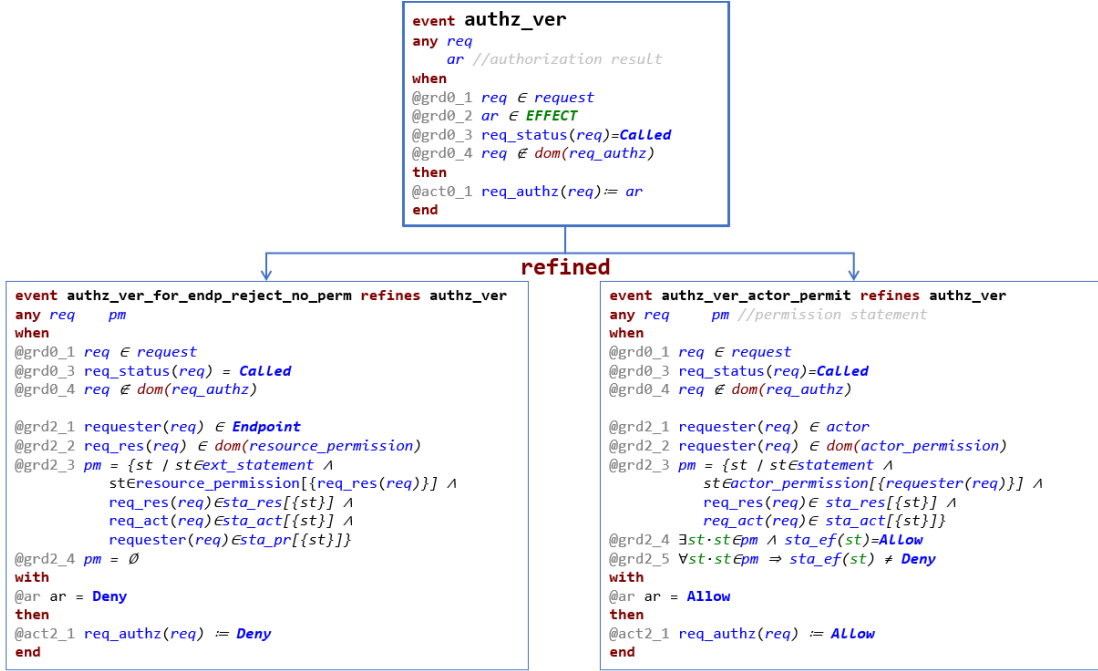 event authz_ver
any req
ar //authorization result
when
@grd0_1 req ∈ request
@grd0_2 ar ∈ EFFECT
@grd0_3 req_status(req)=Called
@grd0_4 req ∉ dom(req_authz)
then
@act0_1 req_authz(req)≔ ar
end
refined
event authz_ver_for_endp_reject_no_perm refines authz_ver
any req pm
when
@grd0_1 req ∈ request
@grd0_3 req_status(req) = Called
@grd0_4 req ∉ dom(req_authz)
@grd2_1 requester(req) ∈ Endpoint
@grd2_2 req_res(req) ∈ dom(resource_permission)
@grd2_3 pm = {st | st∈ext_statement ∧
st∈resource_permission[{req_res(req)}] ∧
req_res(req)∈sta_res[{st}] ∧
req_act(req)∈sta_act[{st}] ∧
requester(req)∈sta_pr[{st}]}
@grd2_4 pm = ∅
with
@ar ar = Deny
then
@act2_1 req_authz(req) ≔ Deny
end
event authz_ver_actor_permit refines authz_ver
any req pm //permission statement
when
@grd0_1 req ∈ request
@grd0_3 req_status(req)=Called
@grd0_4 req ∉ dom(req_authz)
@grd2_1 requester(req) ∈ actor
@grd2_2 requester(req) ∈ dom(actor_permission)
@grd2_3 pm = {st | st∈statement ∧
st∈actor_permission[{requester(req)}] ∧
req_res(req)∈ sta_res[{st}] ∧
req_act(req)∈ sta_act[{st}]}
@grd2_4 ∃st·st∈pm ∧ sta_ef(st)=Allow
@grd2_5 ∀st·st∈pm ⇒ sta_ef(st) ≠ Deny
with
@ar ar = Allow
then
@act2_1 req_authz(req) ≔ Allow
end